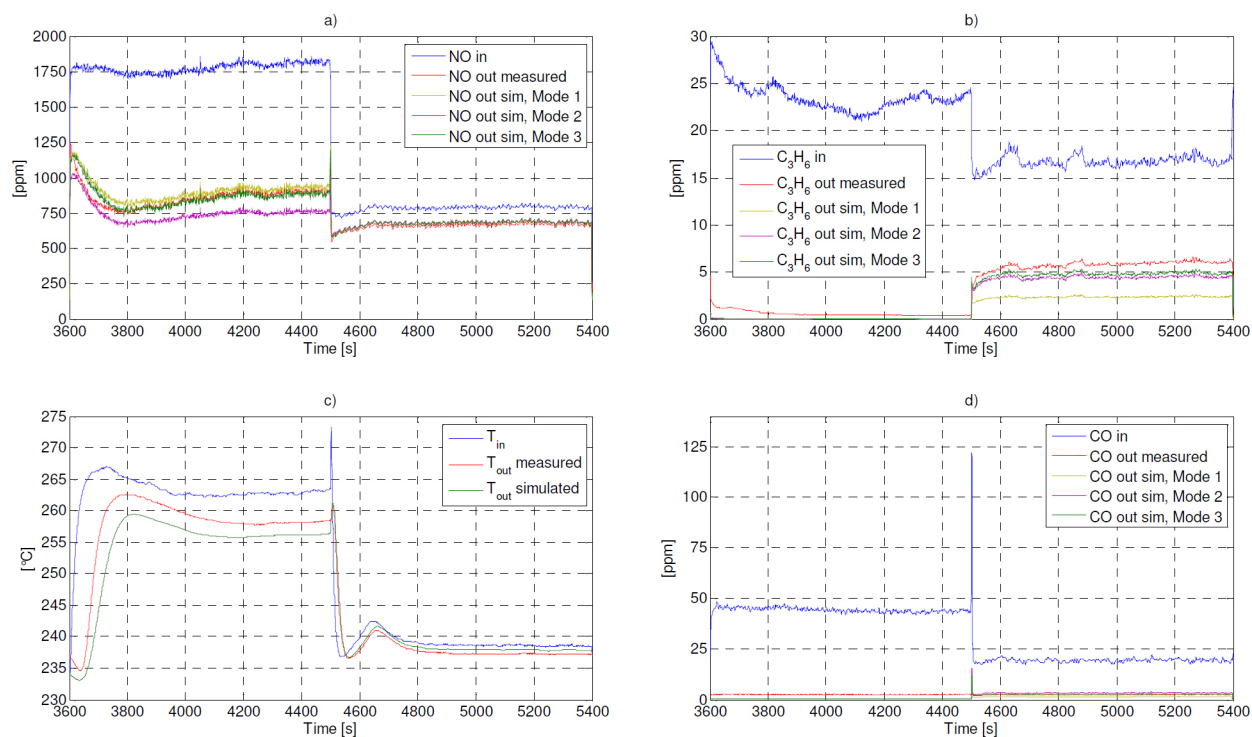 a)
2000
1750
1500
1250
1000
750
500
250
0
[ppm]
NO in
NO out measured
NO out sim, Mode 1
NO out sim, Mode 2
NO out sim, Mode 3
3600 3800 4000 4200 4400 4600 4800 5000 5200 5400
Time [s]
b)
30
25
20
15
10
5
0
[ppm]
C₃H₆ in
C₃H₆ out measured
C₃H₆ out sim, Mode 1
C₃H₆ out sim, Mode 2
C₃H₆ out sim, Mode 3
3600 3800 4000 4200 4400 4600 4800 5000 5200 5400
Time [s]
c)
275
270
265
260
255
250
245
240
235
230
[°C]
T_in
T_out measured
T_out simulated
3600 3800 4000 4200 4400 4600 4800 5000 5200 5400
Time [s]
d)
125
100
75
50
25
0
[ppm]
CO in
CO out measured
CO out sim, Mode 1
CO out sim, Mode 2
CO out sim, Mode 3
3600 3800 4000 4200 4400 4600 4800 5000 5200 5400
Time [s]